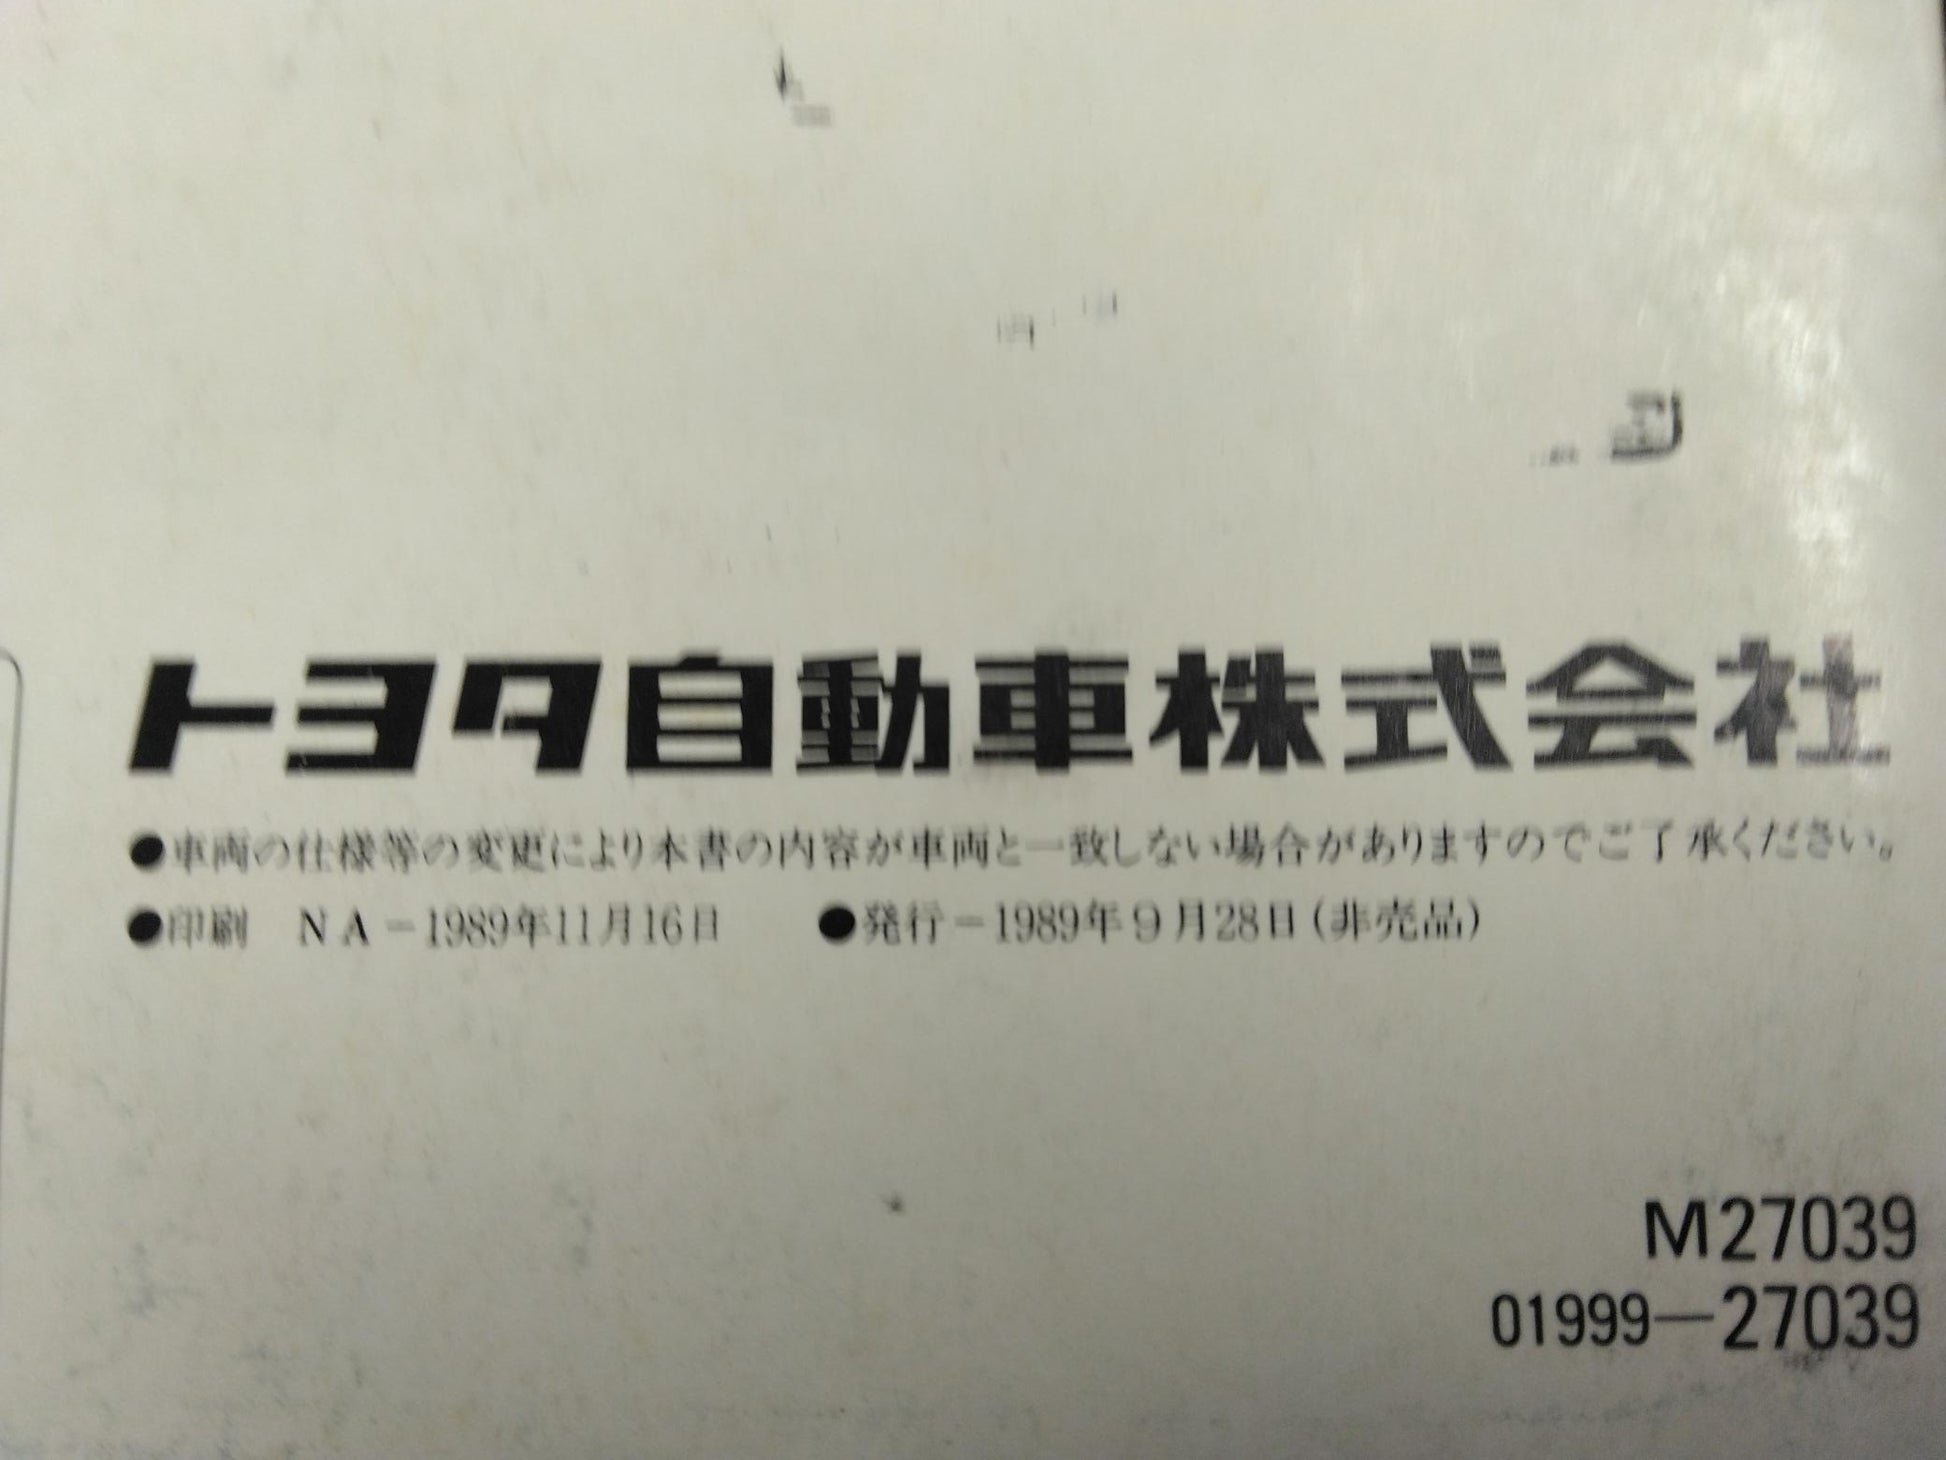 トヨタ自動車株式会社
●車両の仕様等の変更により本書の内容が車両と一致しない場合がありますのでご了承ください。
●印刷　NA－1989年11月16日　●発行－1989年9月28日（非売品）
M27039
01999－27039